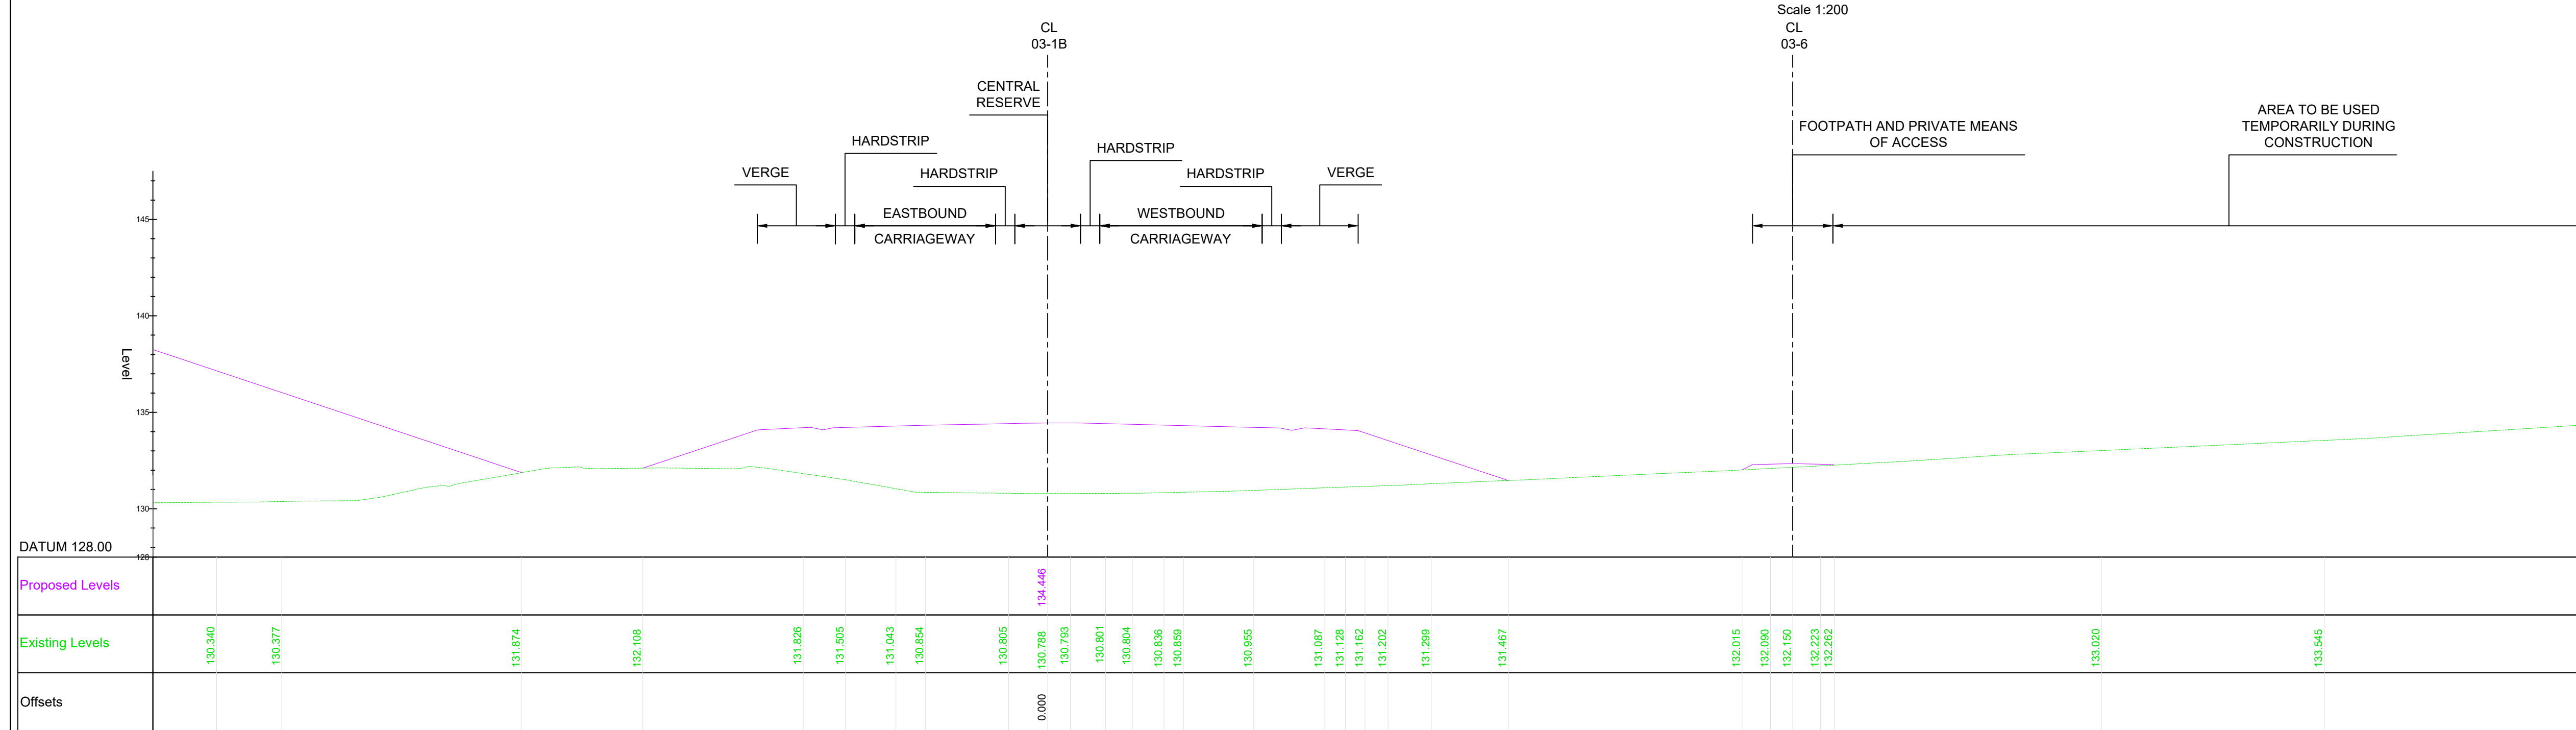 Scale 1:200
CL
03-1B
CL
03-6
CENTRAL
RESERVE
AREA TO BE USED
TEMPORARILY DURING
CONSTRUCTION
FOOTPATH AND PRIVATE MEANS
OF ACCESS
HARDSTRIP
HARDSTRIP
VERGE
HARDSTRIP
HARDSTRIP
VERGE
EASTBOUND
CARRIAGEWAY
WESTBOUND
CARRIAGEWAY
145
140
Level
135
130
DATUM 128.00
128
Proposed Levels
134.446
Existing Levels
130.340
130.377
131.874
132.108
131.826
131.505
131.043
130.854
130.805
130.788
130.793
130.801
130.804
130.836
130.859
130.955
131.087
131.128
131.162
131.202
131.299
131.467
132.015
132.090
132.150
132.223
132.262
133.020
133.545
Offsets
0.000